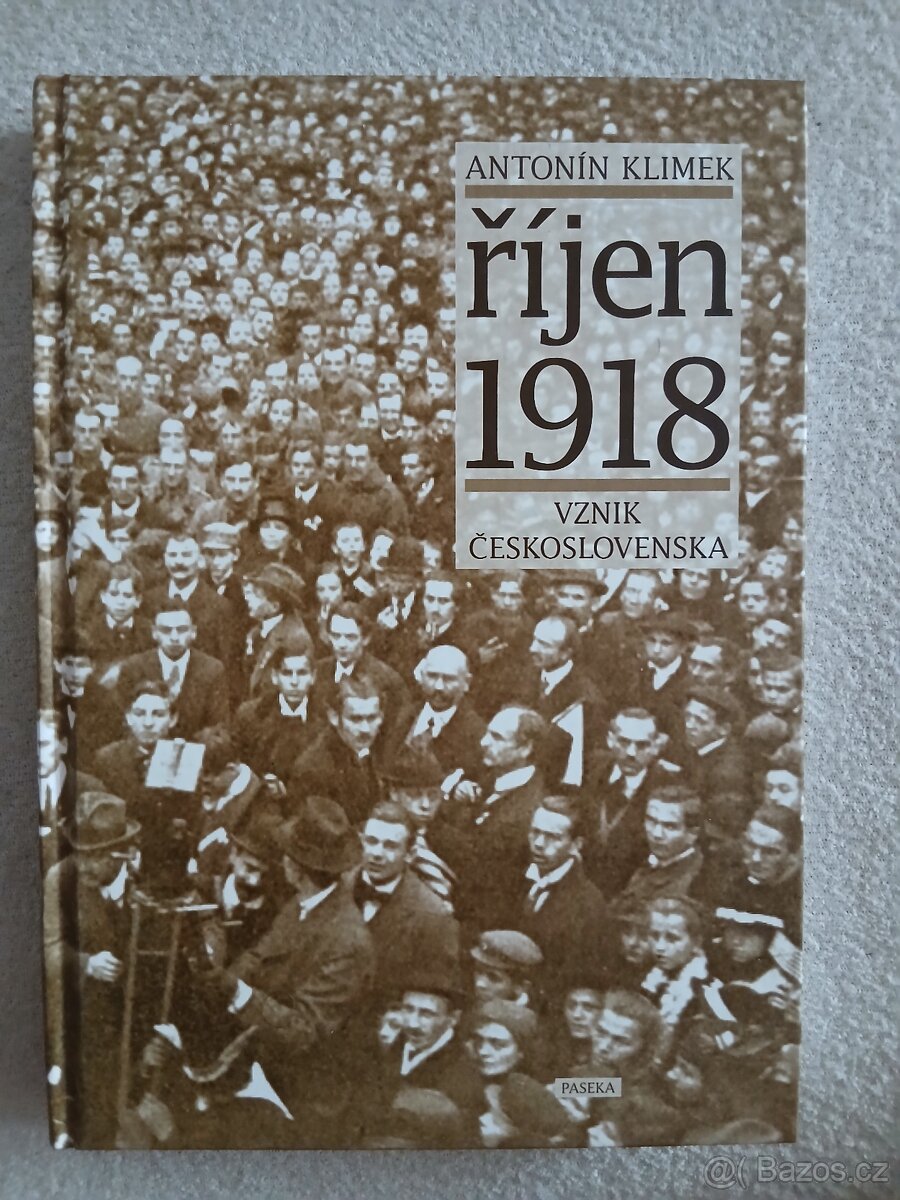 ANTONÍN KLIMEK
říjen
1918
VZNIK
ČESKOSLOVENSKA
PASEKA
@( Bazos.cz